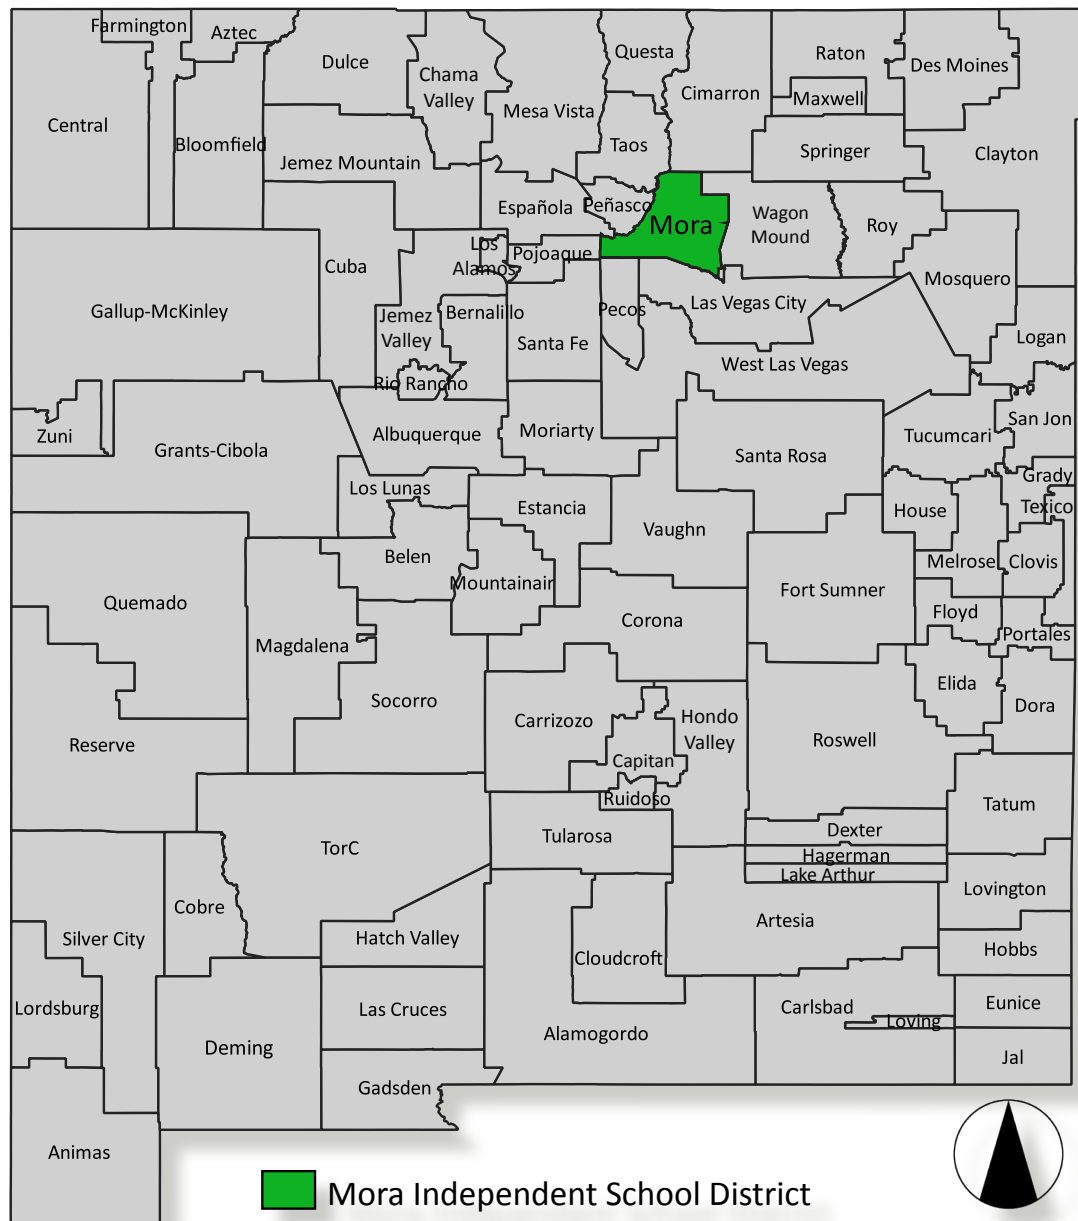 Farmington
Aztec
Dulce
Chama
Valley
Mesa Vista
Questa
Cimarron
Raton
Maxwell
Des Moines
Central
Bloomfield
Jemez Mountain
Taos
Springer
Clayton
Española
Peñasco
Mora
Wagon
Mound
Roy
Los
Alamos
Pojoaque
Cuba
Mosquero
Gallup-McKinley
Jemez
Valley
Bernalillo
Santa Fe
Pecos
Las Vegas City
West Las Vegas
Logan
Rio Rancho
Zuni
Grants-Cibola
Albuquerque
Moriarty
Santa Rosa
Tucumcari
San Jon
Los Lunas
Estancia
Vaughn
House
Grady
Texico
Belen
Mountainair
Melrose
Clovis
Quemado
Fort Sumner
Magdalena
Corona
Floyd
Portales
Socorro
Carrizozo
Hondo
Valley
Elida
Dora
Reserve
Capitan
Roswell
Ruidoso
Tatum
TorC
Tularosa
Dexter
Hagerman
Lake Arthur
Lovington
Cobre
Artesia
Silver City
Hatch Valley
Cloudcroft
Hobbs
Lordsburg
Las Cruces
Carlsbad
Loving
Eunice
Deming
Alamogordo
Jal
Gadsden
Animas
Mora Independent School District